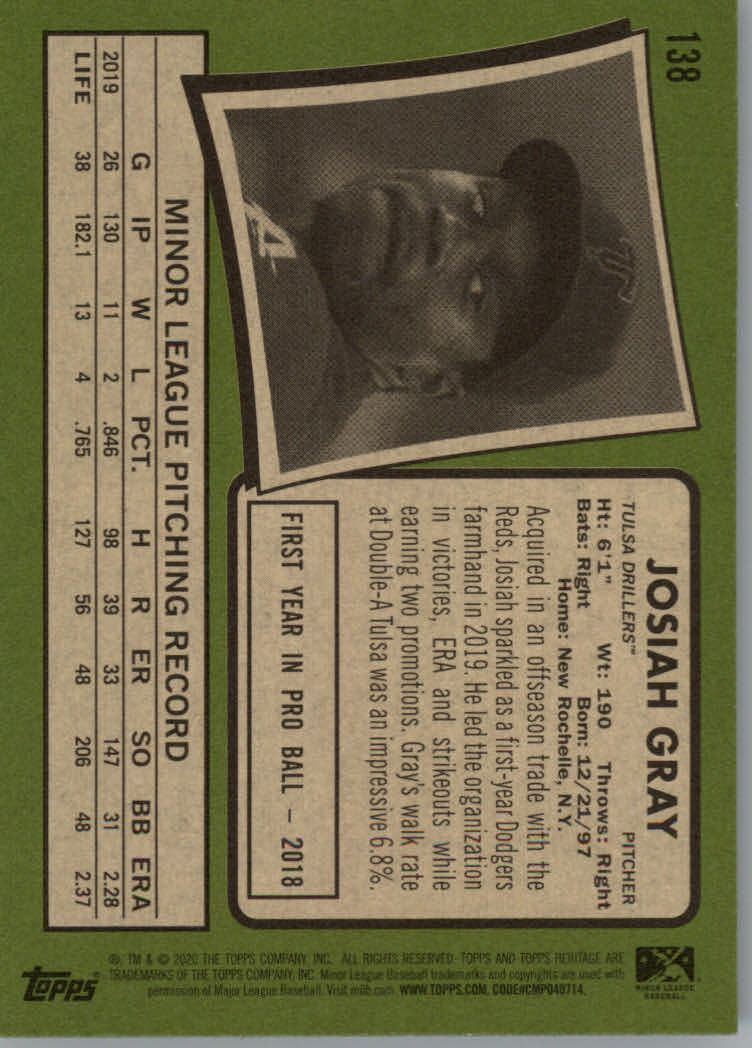 138
JOSIAH GRAY
TULSA DRILLERS™ PITCHER
Ht: 6'1" Wt: 190 Throws: Right
Bats: Right Born: 12/21/97
Home: New Rochelle, N.Y.
Acquired in an offseason trade with the
Reds, Josiah sparkled as a first-year Dodgers
farmhand in 2019. He led the organization
in victories, ERA and strikeouts while
earning two promotions. Gray's walk rate
at Double-A Tulsa was an impressive 6.8%.
FIRST YEAR IN PRO BALL – 2018
MINOR LEAGUE PITCHING RECORD
G IP W L PCT. H R ER SO BB ERA
2019 26 130 11 2 .846 98 39 33 147 31 2.28
LIFE 38 182.1 13 4 .765 127 56 48 206 48 2.37
MINOR LEAGUE
BASEBALL
®, TM & © 2020 THE TOPPS COMPANY, INC. ALL RIGHTS RESERVED. TOPPS AND TOPPS HERITAGE ARE
TRADEMARKS OF THE TOPPS COMPANY, INC. Minor League Baseball trademarks and copyrights are used with
permission of Major League Baseball. Visit milb.com. WWW.TOPPS.COM. CODE#CMP040714.
TOPPS®